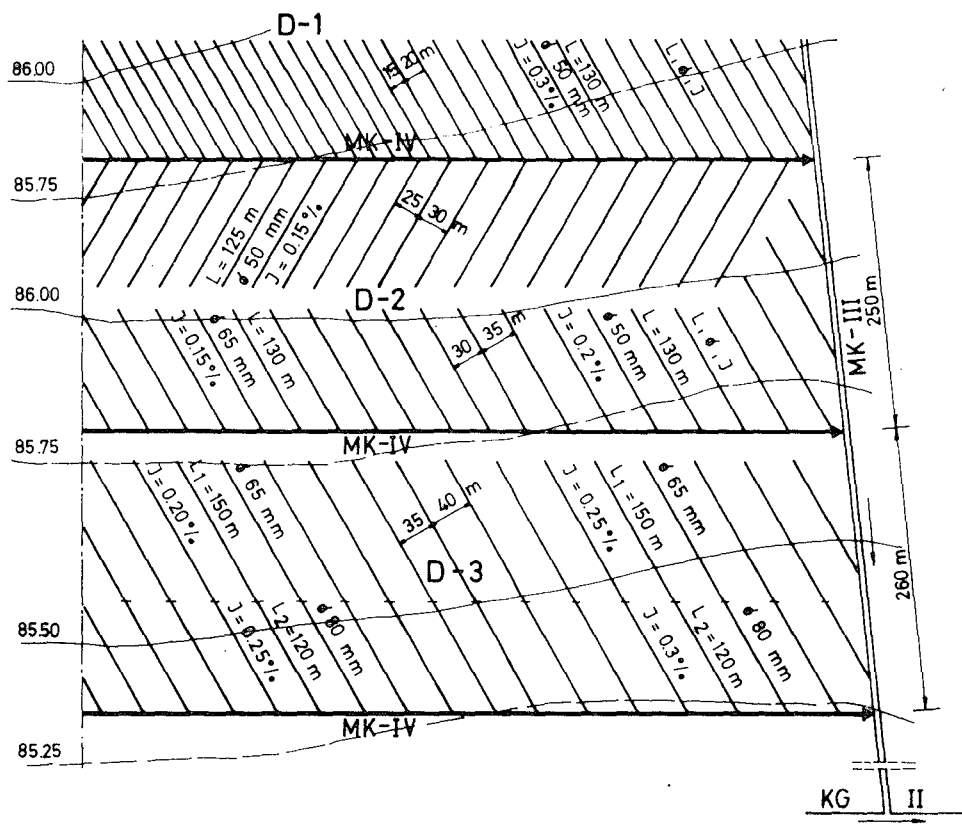 D-1
86.00
15 20 m
J = 0.3%
ø 50 mm
L = 130 m
L, ø, J
MK-IV
85.75
L = 125 m
ø 50 mm
J = 0.15%
25 30 m
250 m
MK-III
86.00
D-2
J = 0.15%
ø 65 mm
L = 130 m
30 35 m
J = 0.2%
ø 50 mm
L = 130 m
L, ø, J
MK-IV
85.75
J = 0.20%
L1 = 150 m
ø 65 mm
35 40 m
J = 0.25%
L1 = 150 m
ø 65 mm
D-3
260 m
85.50
J = 0.25%
L2 = 120 m
ø 80 mm
J = 0.3%
L2 = 120 m
ø 80 mm
MK-IV
85.25
KG II